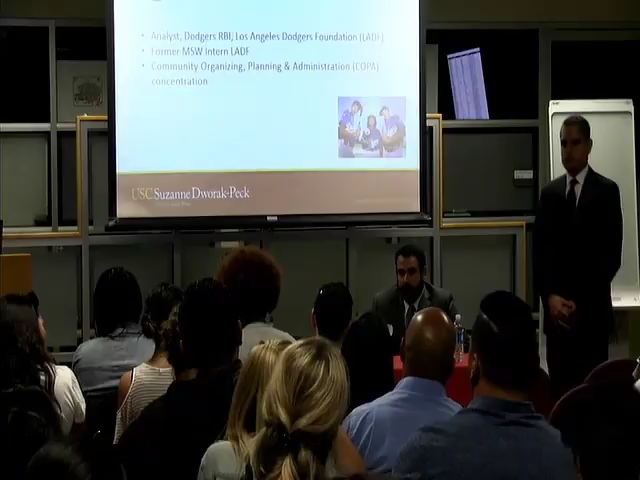 Analyst, Dodgers RBI, Los Angeles Dodgers Foundation (LADF)
Former MSW Intern LADF
Community Organizing, Planning & Administration (COPA)
concentration
USC Suzanne Dworak-Peck